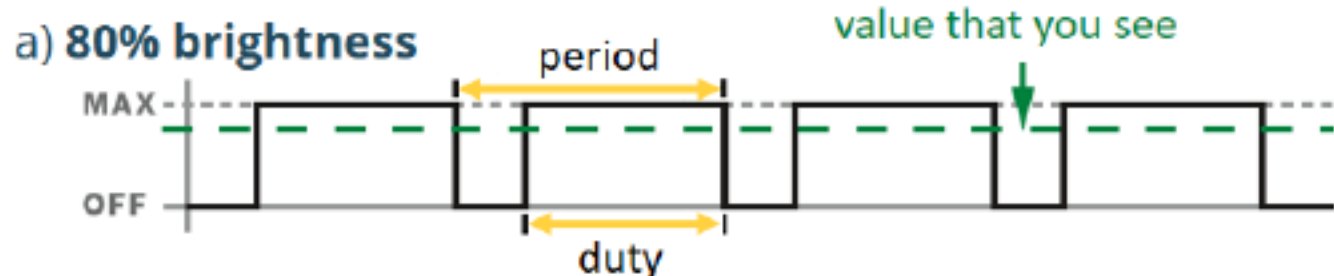 a) 80% brightness
value that you see
period
MAX
OFF
duty